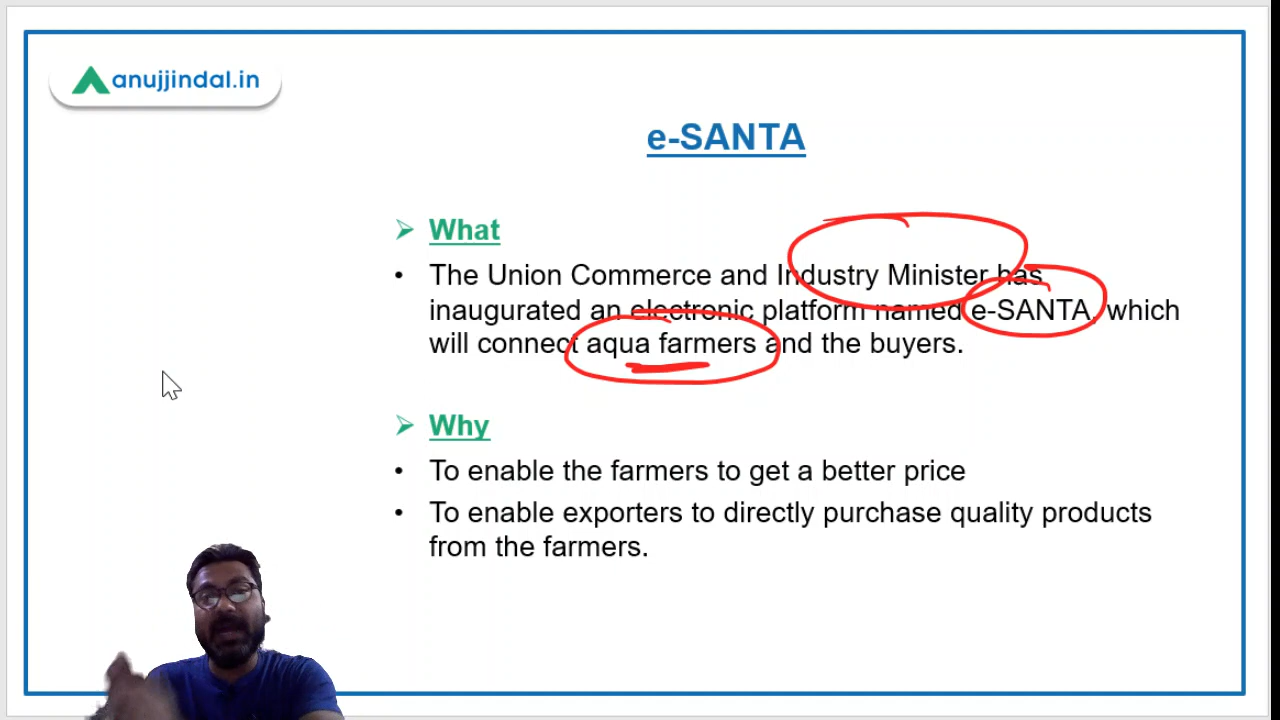 anujjindal.in
e-SANTA
What
• The Union Commerce and Industry Minister has
inaugurated an electronic platform named e-SANTA, which
will connect aqua farmers and the buyers.
Why
• To enable the farmers to get a better price
• To enable exporters to directly purchase quality products
from the farmers.